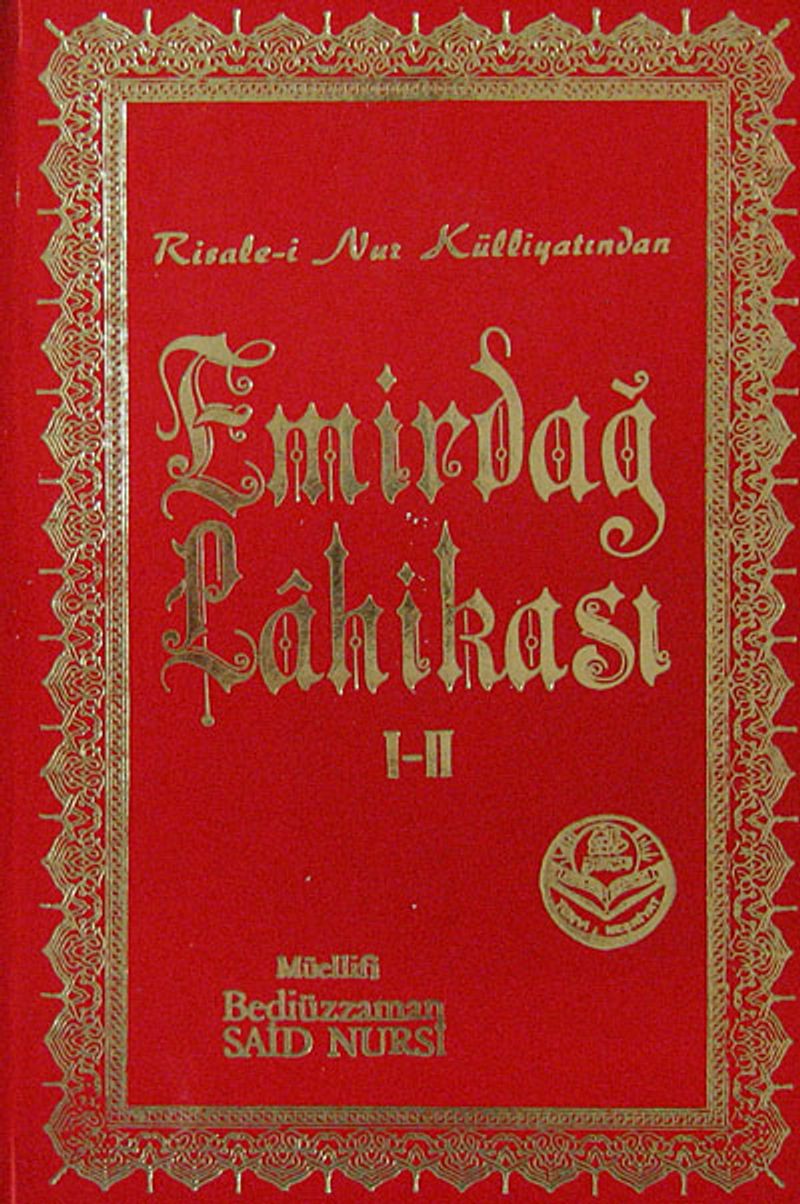 Risale-i Nur Külliyatından
Emirdağ
Lâhikası
I-II
Müellifi
Bediüzzaman
SAİD NURSİ